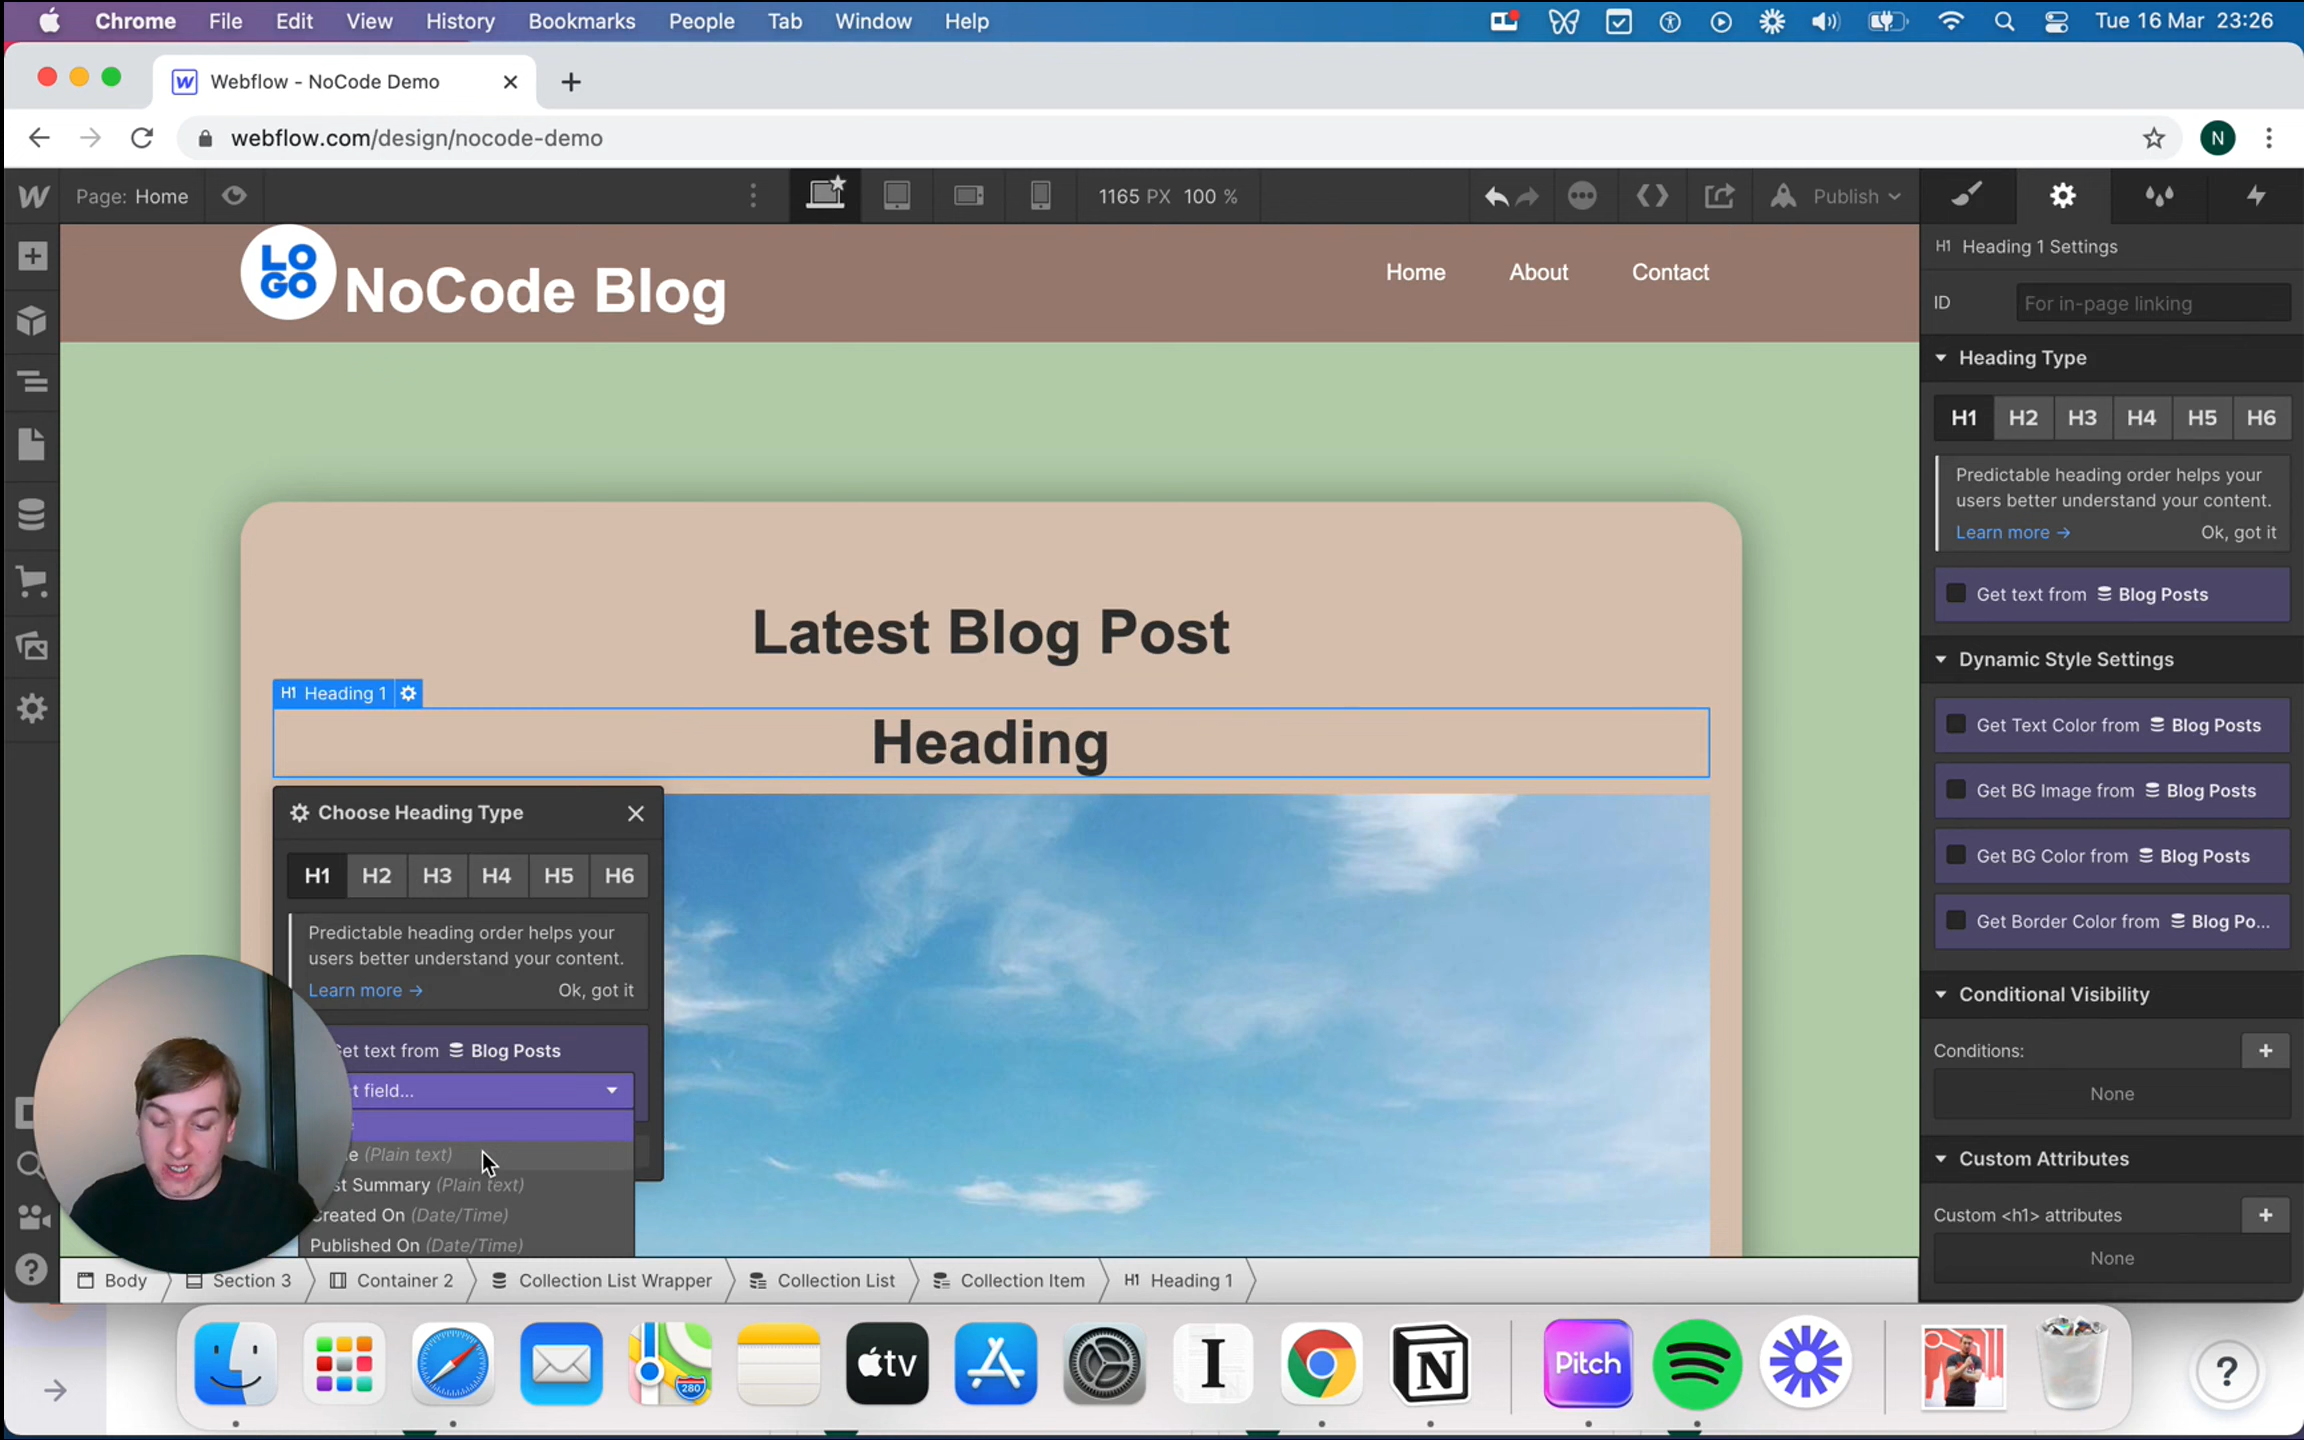 Chrome File Edit View History Bookmarks People Tab Window Help Tue 16 Mar 23:26
Webflow - NoCode Demo
webflow.com/design/nocode-demo
N
Page: Home 1165 PX 100 % Publish
LO
GO
NoCode Blog
Home About Contact
Latest Blog Post
H1 Heading 1
Heading
Choose Heading Type
H1 H2 H3 H4 H5 H6
Predictable heading order helps your
users better understand your content.
Learn more → Ok, got it
Get text from Blog Posts
field...
(Plain text)
Summary (Plain text)
Created On (Date/Time)
Published On (Date/Time)
Body Section 3 Container 2 Collection List Wrapper Collection List Collection Item H1 Heading 1
H1 Heading 1 Settings
ID For in-page linking
Heading Type
H1 H2 H3 H4 H5 H6
Predictable heading order helps your
users better understand your content.
Learn more → Ok, got it
Get text from Blog Posts
Dynamic Style Settings
Get Text Color from Blog Posts
Get BG Image from Blog Posts
Get BG Color from Blog Posts
Get Border Color from Blog Po...
Conditional Visibility
Conditions:
None
Custom Attributes
Custom <h1> attributes
None
280
tv
Pitch